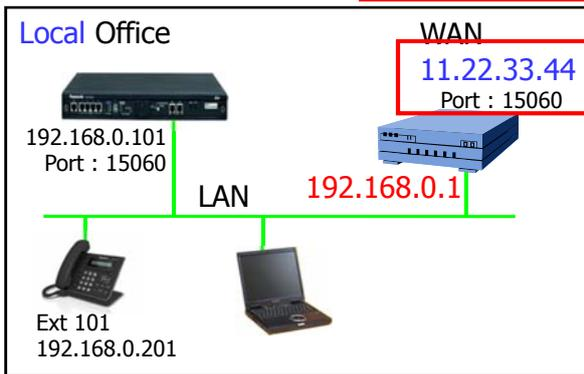 Local Office
WAN
11.22.33.44
Port : 15060
192.168.0.101
Port : 15060
192.168.0.1
LAN
Ext 101
192.168.0.201